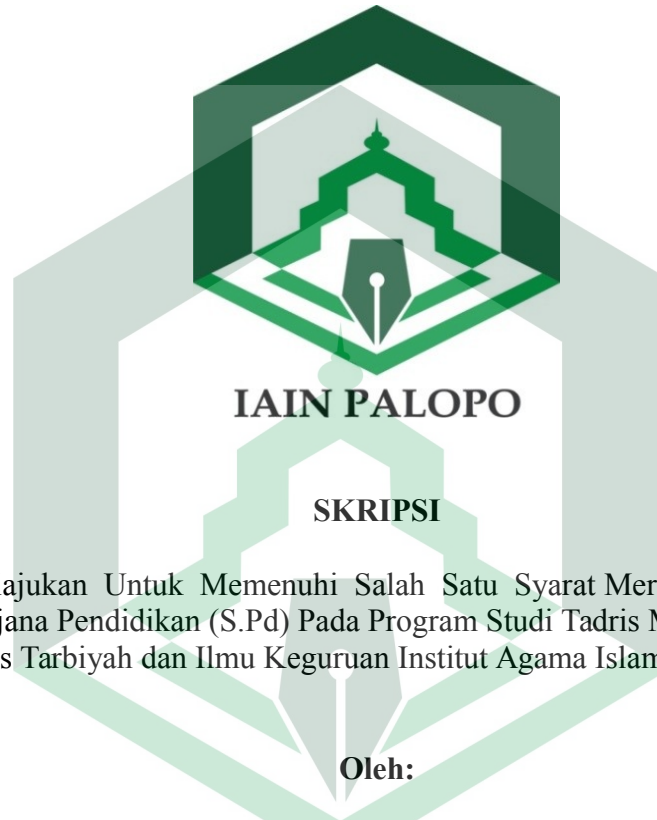 IAIN PALOPO
SKRIPSI
ajukan Untuk Memenuhi Salah Satu Syarat Mer
jana Pendidikan (S.Pd) Pada Program Studi Tadris M
s Tarbiyah dan Ilmu Keguruan Institut Agama Islam
Oleh: